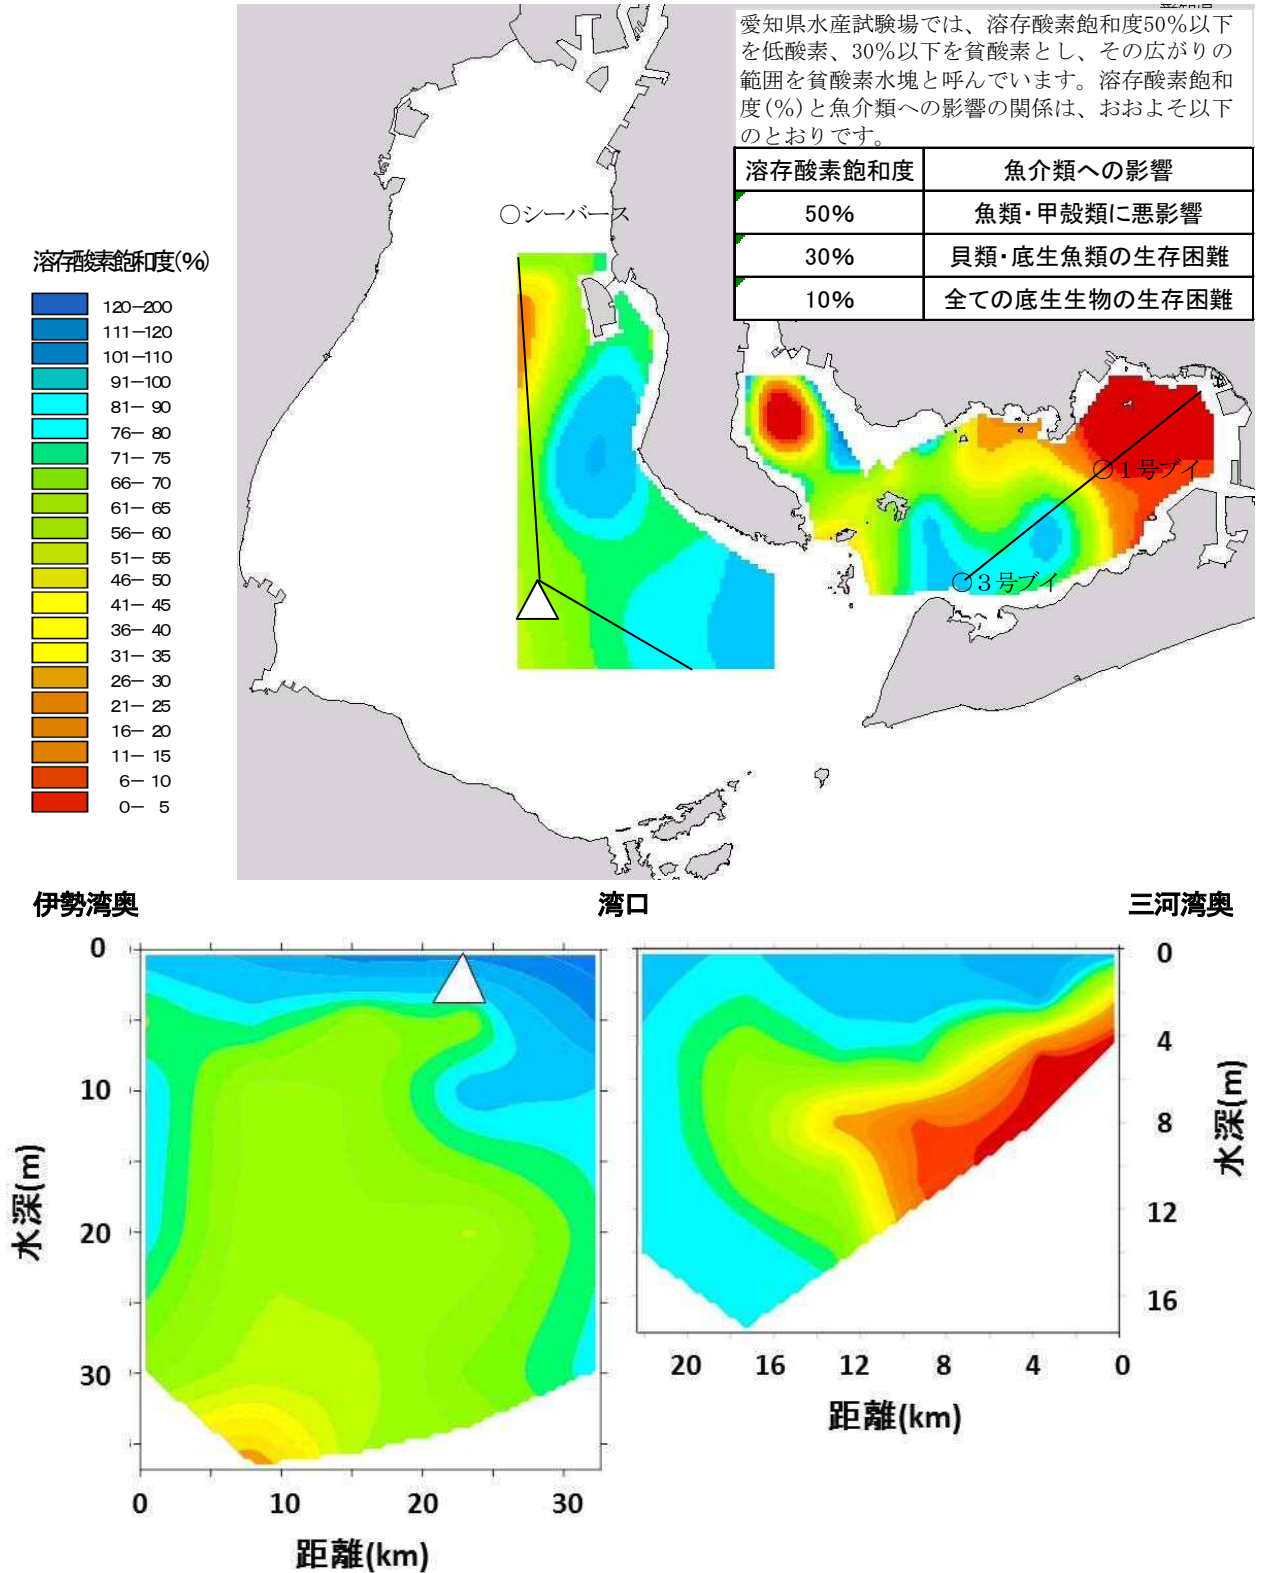 愛知県水産試験場では、溶存酸素飽和度50%以下
を低酸素、30%以下を貧酸素とし、その広がりの
範囲を貧酸素水塊と呼んでいます。溶存酸素飽和
度(%)と魚介類への影響の関係は、おおよそ以下
のとおりです。
溶存酸素飽和度 魚介類への影響
50% 魚類・甲殻類に悪影響
30% 貝類・底生魚類の生存困難
10% 全ての底生生物の生存困難
○シーバース
溶存酸素飽和度(%)
120-200
111-120
101-110
91-100
81- 90
76- 80
71- 75
66- 70
61- 65
56- 60
51- 55
46- 50
41- 45
36- 40
31- 35
26- 30
21- 25
16- 20
11- 15
6- 10
0- 5
○1号ブイ
○3号ブイ
伊勢湾奥 湾口 三河湾奥
0
10
20
30
水深(m)
0 10 20 30
距離(km)
0
4
8
12
16
水深(m)
20 16 12 8 4 0
距離(km)